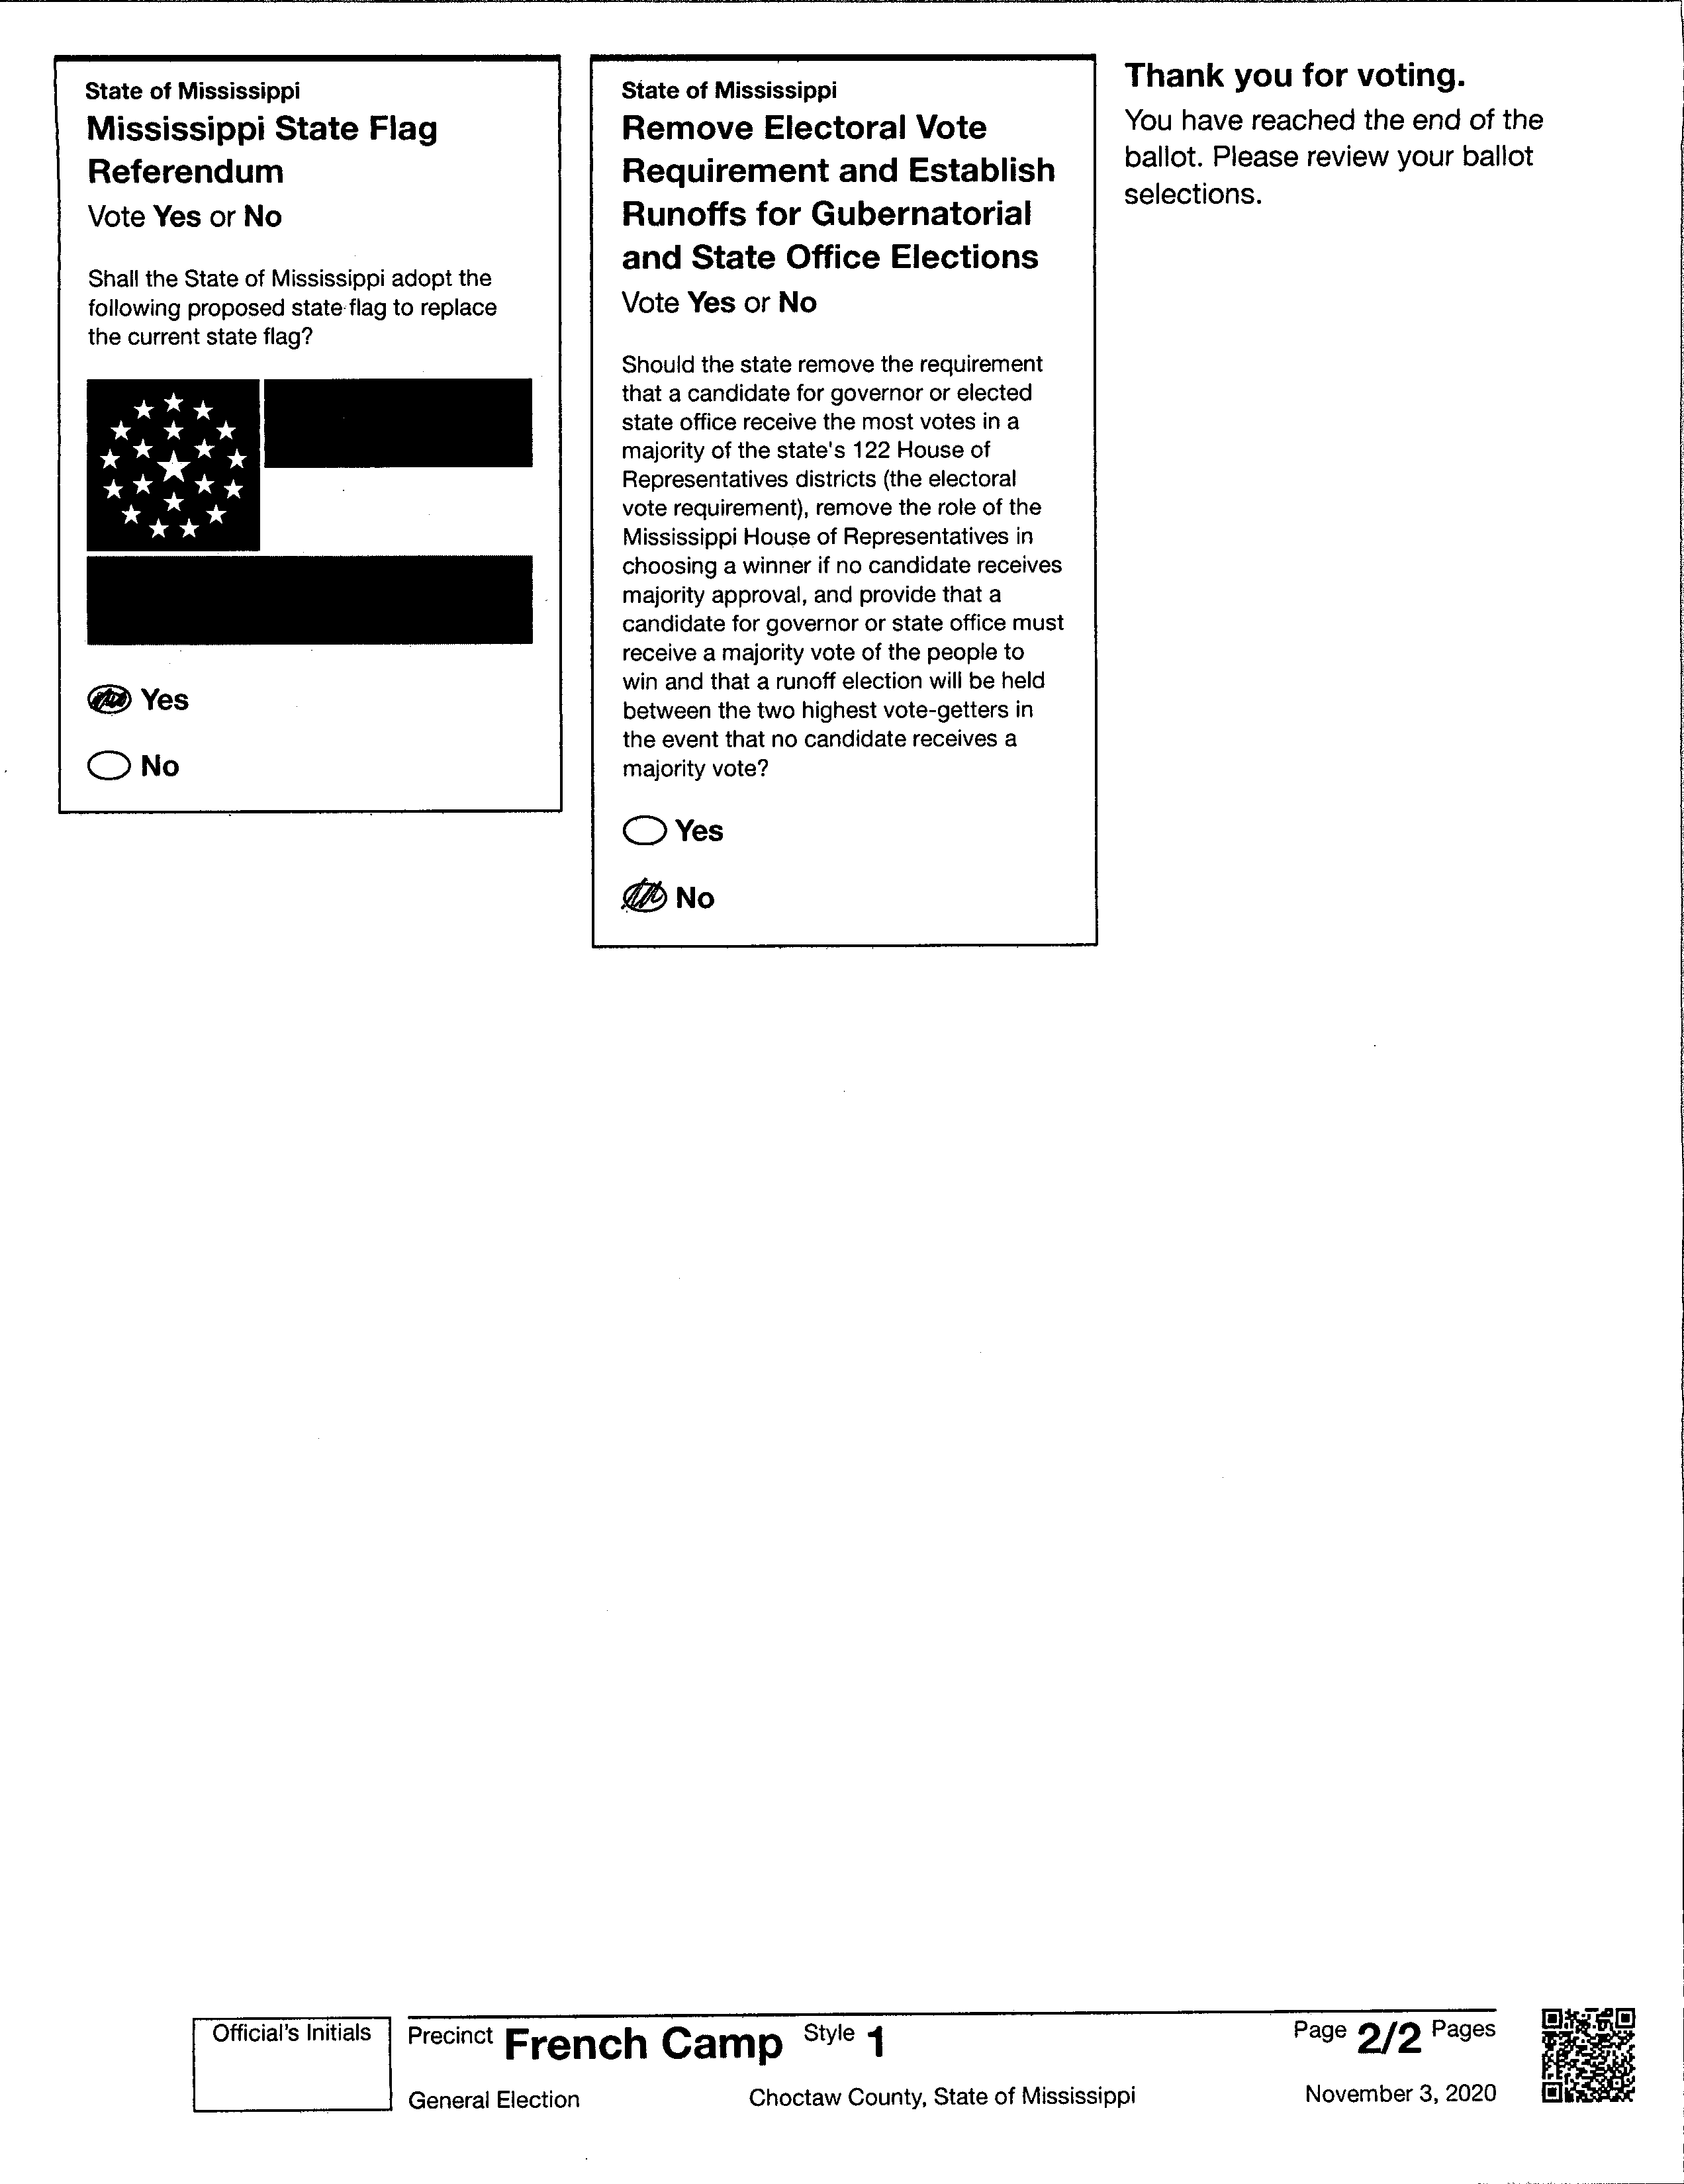 State of Mississippi
Mississippi State Flag
Referendum
Vote Yes or No
Shall the State of Mississippi adopt the
following proposed state flag to replace
the current state flag?
Yes
No
State of Mississippi
Remove Electoral Vote
Requirement and Establish
Runoffs for Gubernatorial
and State Office Elections
Vote Yes or No
Should the state remove the requirement
that a candidate for governor or elected
state office receive the most votes in a
majority of the state's 122 House of
Representatives districts (the electoral
vote requirement), remove the role of the
Mississippi House of Representatives in
choosing a winner if no candidate receives
majority approval, and provide that a
candidate for governor or state office must
receive a majority vote of the people to
win and that a runoff election will be held
between the two highest vote-getters in
the event that no candidate receives a
majority vote?
Yes
No
Thank you for voting.
You have reached the end of the
ballot. Please review your ballot
selections.
Official's Initials
Precinct French Camp Style 1
Page 2/2 Pages
General Election
Choctaw County, State of Mississippi
November 3, 2020